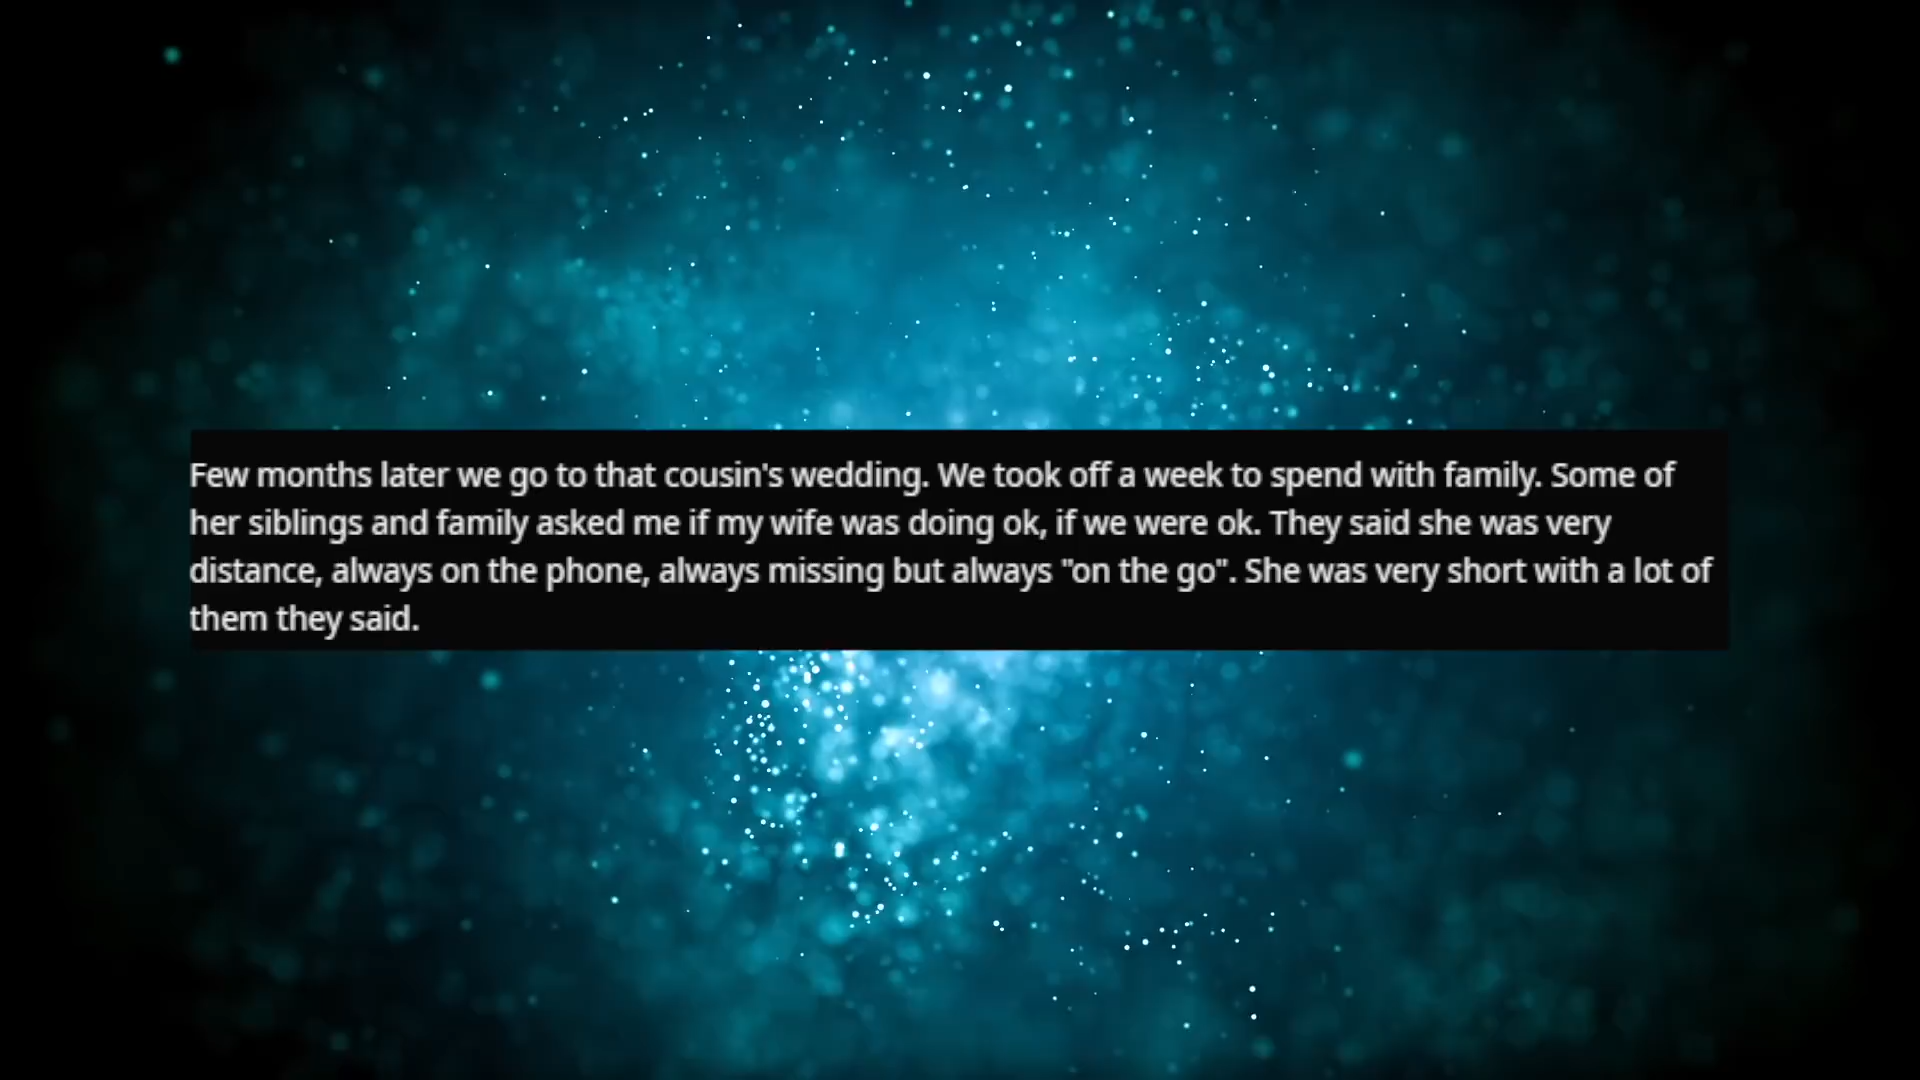 Few months later we go to that cousin's wedding. We took off a week to spend with family. Some of
her siblings and family asked me if my wife was doing ok, if we were ok. They said she was very
distance, always on the phone, always missing but always "on the go". She was very short with a lot of
them they said.